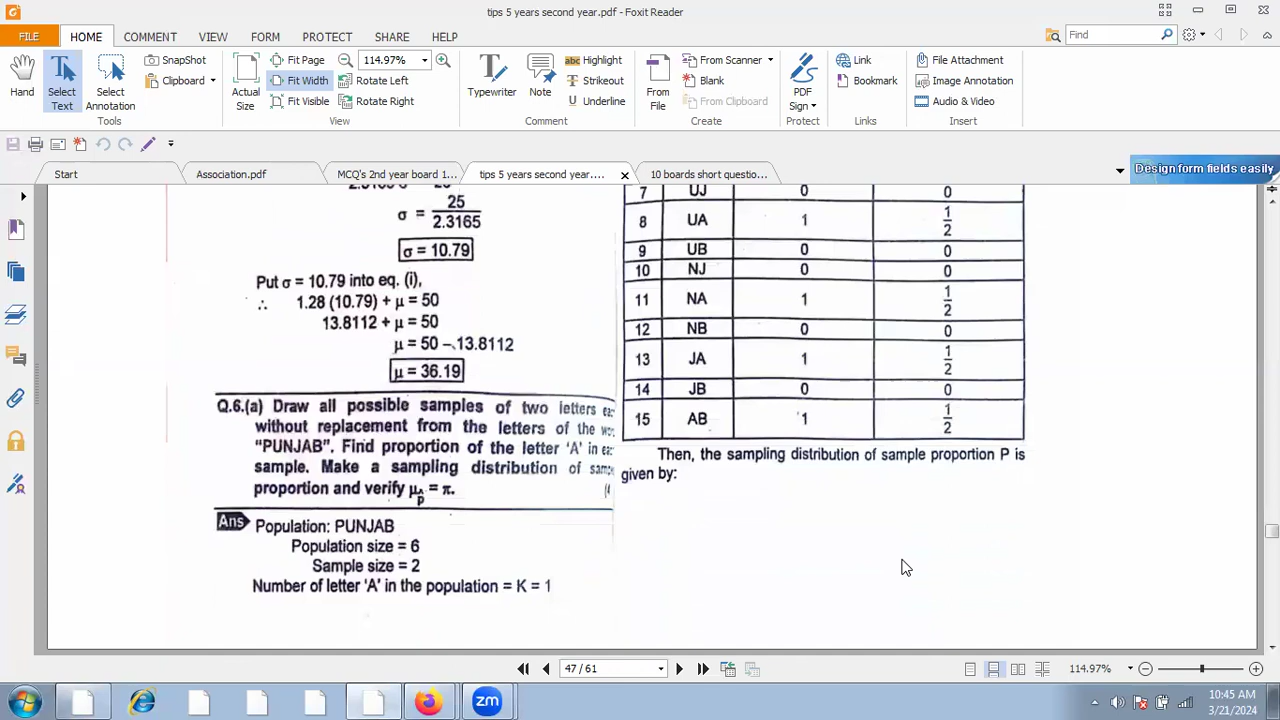 tips 5 years second year.pdf - Foxit Reader
FILE HOME COMMENT VIEW FORM PROTECT SHARE HELP Find
Hand Select Text SnapShot Clipboard Select Annotation Tools
Actual Size Fit Page Fit Width Fit Visible 114.97% Rotate Left Rotate Right View
Typewriter Note Highlight Strikeout Underline Comment
From File From Scanner Blank From Clipboard Create
PDF Sign Protect
Link Bookmark Links
File Attachment Image Annotation Audio & Video Insert
Start Association.pdf MCQ's 2nd year board 1... tips 5 years second year.... 10 boards short questio... Design form fields easily
σ = 25/2.3165
σ = 10.79
Put σ = 10.79 into eq. (i),
∴ 1.28 (10.79) + μ = 50
13.8112 + μ = 50
μ = 50 – 13.8112
μ = 36.19
Q.6.(a) Draw all possible samples of two letters
without replacement from the letters of the
"PUNJAB". Find proportion of the letter 'A' in
sample. Make a sampling distribution of
proportion and verify μp̂ = π.
Ans Population: PUNJAB
Population size = 6
Sample size = 2
Number of letter 'A' in the population = K = 1
7 UJ 0 0
8 UA 1 1/2
9 UB 0 0
10 NJ 0 0
11 NA 1 1/2
12 NB 0 0
13 JA 1 1/2
14 JB 0 0
15 AB 1 1/2
Then, the sampling distribution of sample proportion P is
given by:
47 / 61 114.97%
zm 10:45 AM
3/21/2024